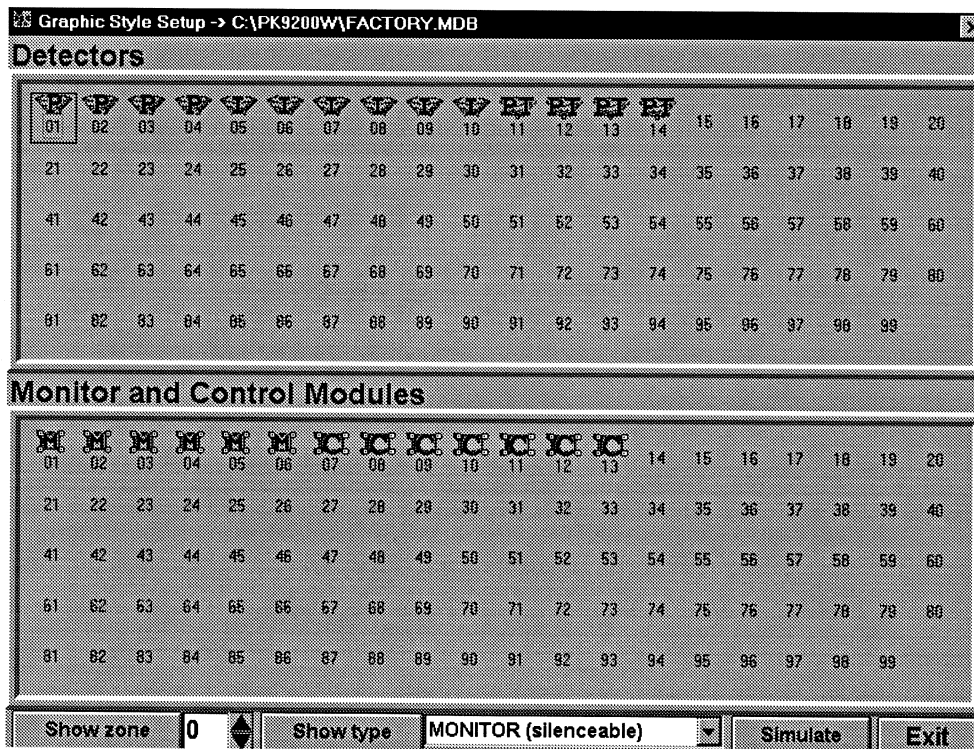 Graphic Style Setup -> C:\PK9200W\FACTORY.MDB
Detectors
P P P P I I I I I I P.T P.T P.T P.T
01 02 03 04 05 06 07 08 09 10 11 12 13 14 15 16 17 18 19 20
21 22 23 24 25 26 27 28 29 30 31 32 33 34 35 36 37 38 39 40
41 42 43 44 45 46 47 48 49 50 51 52 53 54 55 56 57 58 59 60
61 62 63 64 65 66 67 68 69 70 71 72 73 74 75 76 77 78 79 80
81 82 83 84 85 86 87 88 89 90 91 92 93 94 95 96 97 98 99
Monitor and Control Modules
M M M M M M C C C C C C C
01 02 03 04 05 06 07 08 09 10 11 12 13 14 15 16 17 18 19 20
21 22 23 24 25 26 27 28 29 30 31 32 33 34 35 36 37 38 39 40
41 42 43 44 45 46 47 48 49 50 51 52 53 54 55 56 57 58 59 60
61 62 63 64 65 66 67 68 69 70 71 72 73 74 75 76 77 78 79 80
81 82 83 84 85 86 87 88 89 90 91 92 93 94 95 96 97 98 99
Show zone 0 Show type MONITOR (silenceable) Simulate Exit